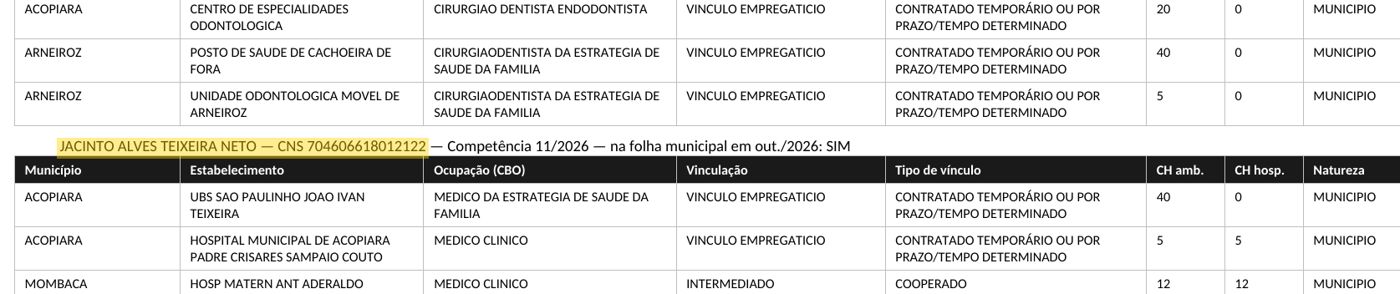 ACOPIARA CENTRO DE ESPECIALIDADES CIRURGIAO DENTISTA ENDODONTISTA VINCULO EMPREGATICIO CONTRATADO TEMPORÁRIO OU POR 20 0 MUNICIPIO
ODONTOLOGICA PRAZO/TEMPO DETERMINADO
ARNEIROZ POSTO DE SAUDE DE CACHOEIRA DE CIRURGIAODENTISTA DA ESTRATEGIA DE VINCULO EMPREGATICIO CONTRATADO TEMPORÁRIO OU POR 40 0 MUNICIPIO
FORA SAUDE DA FAMILIA PRAZO/TEMPO DETERMINADO
ARNEIROZ UNIDADE ODONTOLOGICA MOVEL DE CIRURGIAODENTISTA DA ESTRATEGIA DE VINCULO EMPREGATICIO CONTRATADO TEMPORÁRIO OU POR 5 0 MUNICIPIO
ARNEIROZ SAUDE DA FAMILIA PRAZO/TEMPO DETERMINADO
JACINTO ALVES TEIXEIRA NETO — CNS 704606618012122 — Competência 11/2026 — na folha municipal em out./2026: SIM
Município Estabelecimento Ocupação (CBO) Vinculação Tipo de vínculo CH amb. CH hosp. Natureza
ACOPIARA UBS SAO PAULINHO JOAO IVAN MEDICO DA ESTRATEGIA DE SAUDE DA VINCULO EMPREGATICIO CONTRATADO TEMPORÁRIO OU POR 40 0 MUNICIPIO
TEIXEIRA FAMILIA PRAZO/TEMPO DETERMINADO
ACOPIARA HOSPITAL MUNICIPAL DE ACOPIARA MEDICO CLINICO VINCULO EMPREGATICIO CONTRATADO TEMPORÁRIO OU POR 5 5 MUNICIPIO
PADRE CRISARES SAMPAIO COUTO PRAZO/TEMPO DETERMINADO
MOMBACA HOSP MATERN ANT ADERALDO MEDICO CLINICO INTERMEDIADO COOPERADO 12 12 MUNICIPIO